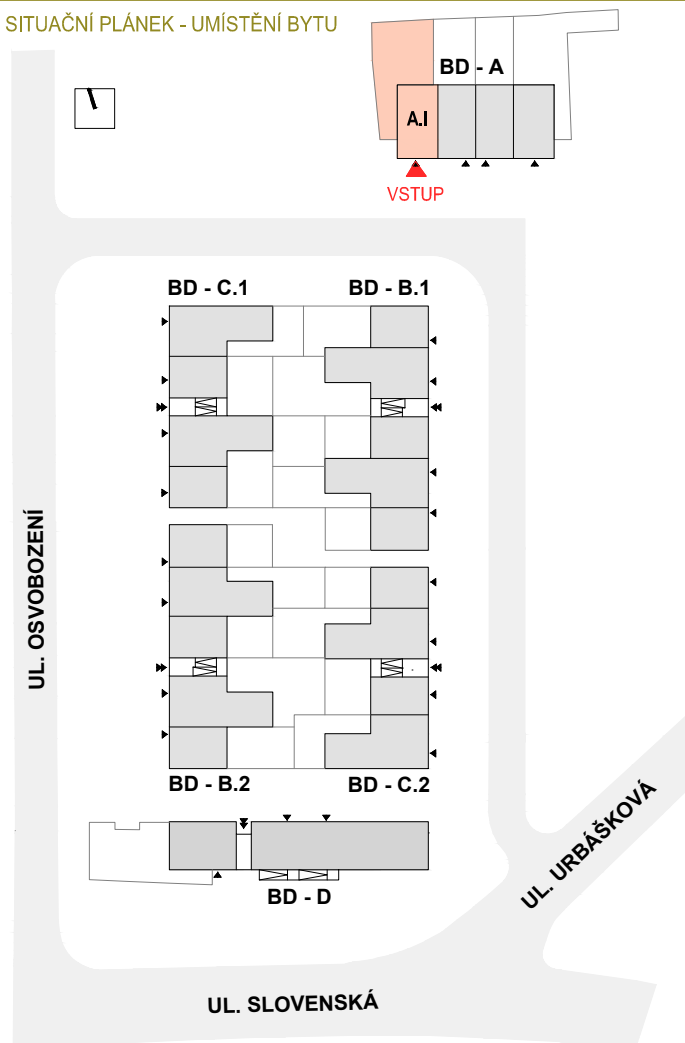 SITUAČNÍ PLÁNEK - UMÍSTĚNÍ BYTU
BD - A
A.I
VSTUP
BD - C.1
BD - B.1
UL. OSVOBOZENÍ
BD - B.2
BD - C.2
UL. URBÁŠKOVÁ
BD - D
UL. SLOVENSKÁ